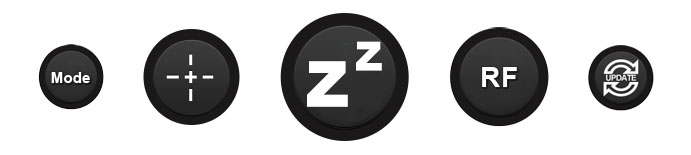 Mode
Z z
RF
UPDATE